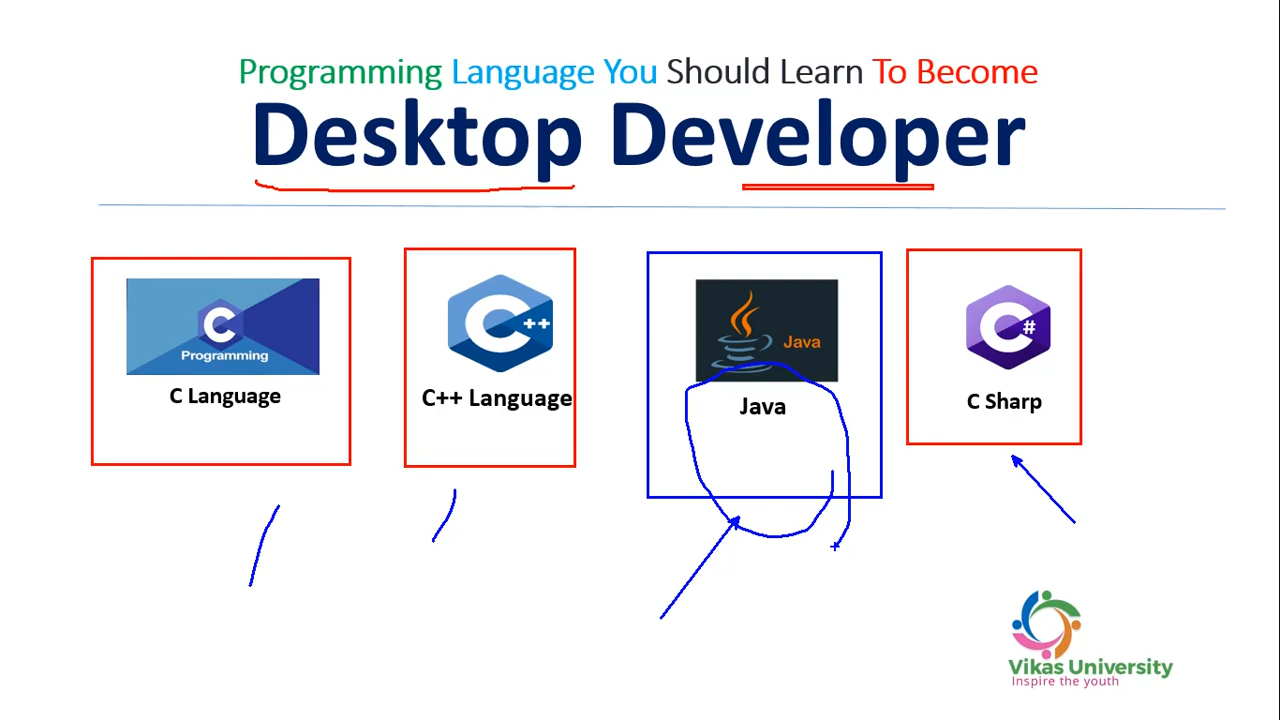 Programming Language You Should Learn To Become
Desktop Developer
C
Programming
C Language
C++
C++ Language
Java
Java
C#
C Sharp
Vikas University
Inspire the youth